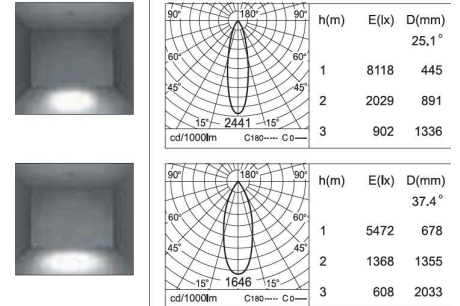 90° 180° 90° h(m) E(lx) D(mm)
25.1°
60° 60°
1 8118 445
45° 45°
2 2029 891
15° 2441 15°
3 902 1336
cd/1000lm C180----- C0—
90° 180° 90° h(m) E(lx) D(mm)
37.4°
60° 60°
1 5472 678
45° 45°
2 1368 1355
15° 1646 15°
3 608 2033
cd/1000lm C180----- C0—